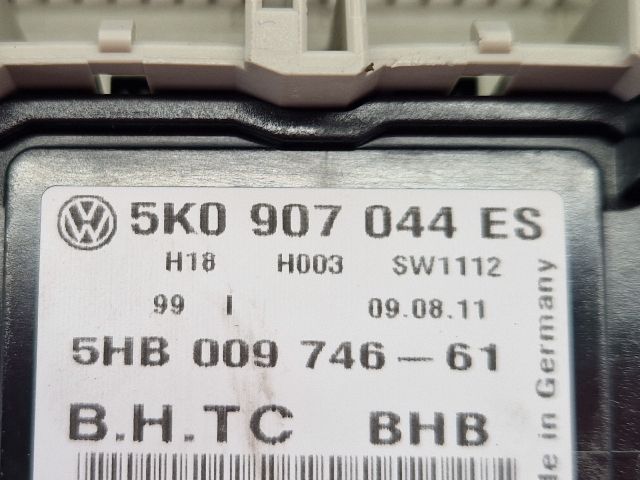 5K0 907 044 ES
H18 H003 SW1112
99 I 09.08.11
5HB 009 746-61
B.H.TC BHB
de in Germany